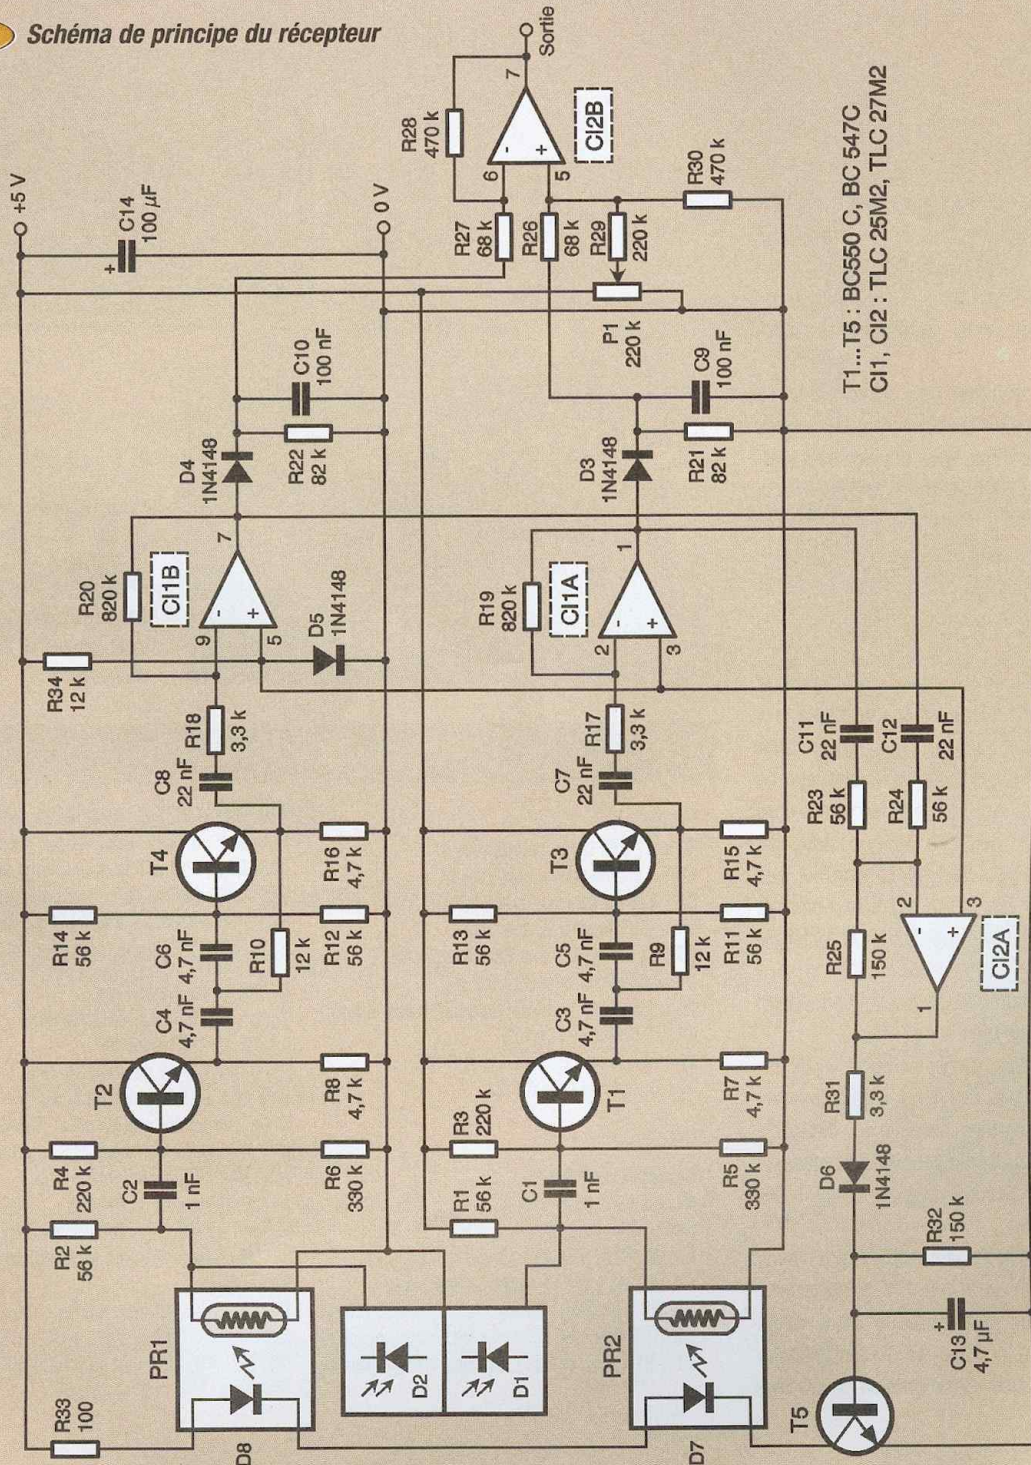 Schéma de principe du récepteur
+5 V
C14
100 µF
0 V
R28
470 k
Sortie
7
CI2B
6
5
-
+
R27
68 k
R26
68 k
R29
220 k
R30
470 k
P1
220 k
C10
100 nF
R22
82 k
D4
1N4148
C9
100 nF
R21
82 k
D3
1N4148
T1...T5 : BC550 C, BC 547C
CI1, CI2 : TLC 25M2, TLC 27M2
R20
820 k
CI1B
7
9
5
-
+
D5
1N4148
R34
12 k
R18
3,3 k
C8
22 nF
R19
820 k
CI1A
1
2
3
-
+
R17
3,3 k
C7
22 nF
C11
22 nF
C12
22 nF
R23
56 k
R24
56 k
T4
R16
4,7 k
R14
56 k
C6
4,7 nF
R10
12 k
R12
56 k
C4
4,7 nF
T3
R15
4,7 k
R13
56 k
C5
4,7 nF
R9
12 k
R11
56 k
C3
4,7 nF
R25
150 k
2
3
-
+
1
CI2A
T2
R8
4,7 k
R4
220 k
C2
1 nF
R6
330 k
R2
56 k
T1
R7
4,7 k
R3
220 k
R1
56 k
C1
1 nF
R5
330 k
R31
3,3 k
D6
1N4148
R32
150 k
C13
+
4,7 µF
T5
PR1
D2
D1
PR2
R33
100
D8
D7
+